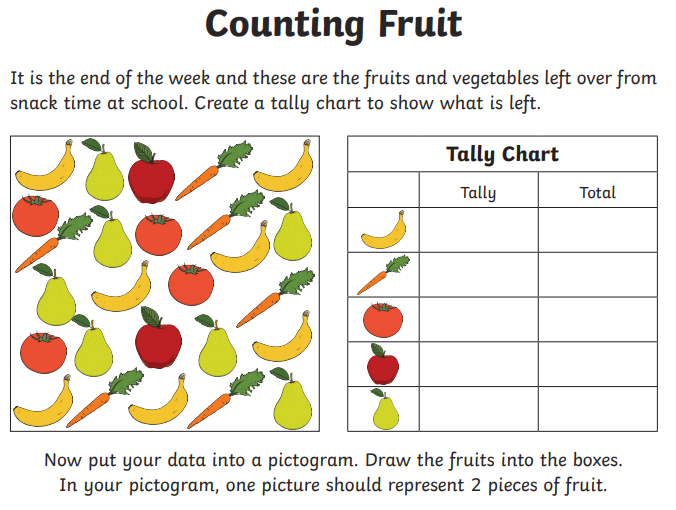 Counting Fruit
It is the end of the week and these are the fruits and vegetables left over from
snack time at school. Create a tally chart to show what is left.
Tally Chart
Tally Total
Now put your data into a pictogram. Draw the fruits into the boxes.
In your pictogram, one picture should represent 2 pieces of fruit.